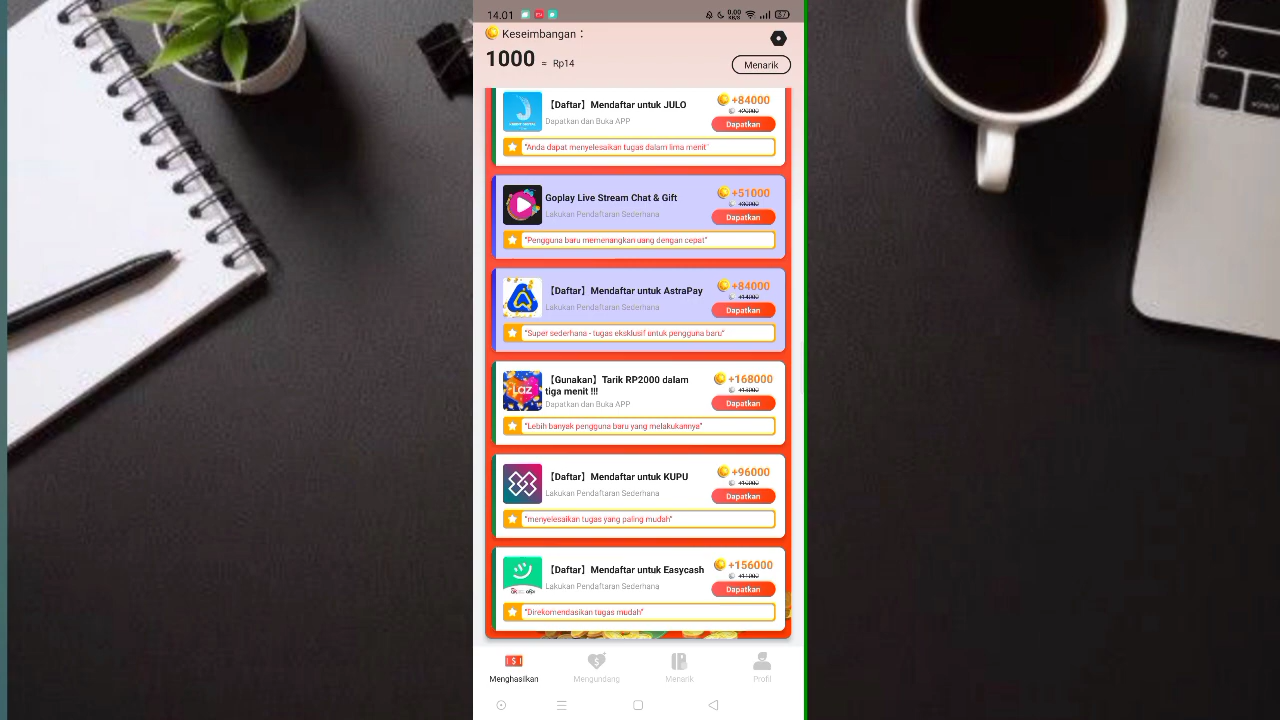 14.01
0.00
KB/S
67
Keseimbangan :
1000 = Rp14
Menarik
【Daftar】Mendaftar untuk JULO
+84000
Dapatkan dan Buka APP
Dapatkan
"Anda dapat menyelesaikan tugas dalam lima menit"
Goplay Live Stream Chat & Gift
+51000
Lakukan Pendaftaran Sederhana
Dapatkan
"Pengguna baru memenangkan uang dengan cepat"
【Daftar】Mendaftar untuk AstraPay
+84000
Lakukan Pendaftaran Sederhana
Dapatkan
"Super sederhana - tugas eksklusif untuk pengguna baru"
Laz
【Gunakan】Tarik RP2000 dalam
tiga menit !!!
+168000
Dapatkan dan Buka APP
Dapatkan
"Lebih banyak pengguna baru yang melakukannya"
【Daftar】Mendaftar untuk KUPU
+96000
Lakukan Pendaftaran Sederhana
Dapatkan
"menyelesaikan tugas yang paling mudah"
【Daftar】Mendaftar untuk Easycash
+156000
Lakukan Pendaftaran Sederhana
Dapatkan
"Direkomendasikan tugas mudah"
Menghasilkan
Mengundang
Menarik
Profil